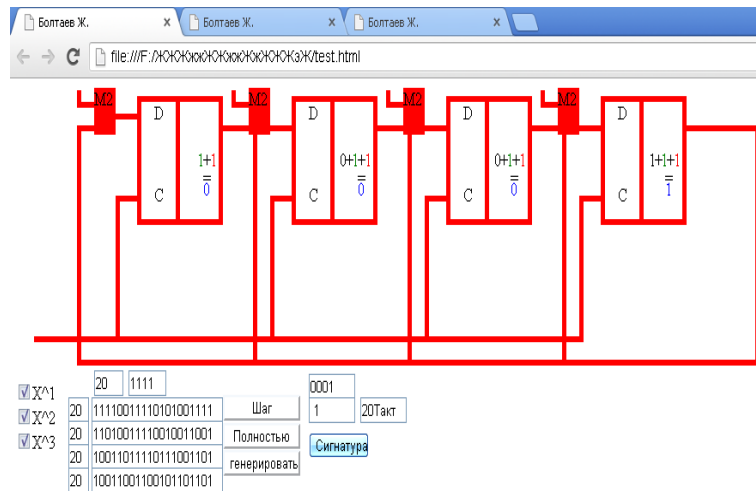 Болтаев Ж. × Болтаев Ж. × Болтаев Ж. ×
file:///F:/ЖЖЖжжЖжжЖжЖЖЖзЖ/test.html
M2 M2 M2 M2
D D D D
1+1 0+1+1 0+1+1 1+1+1
= = = =
0 0 0 1
C C C C
20 1111 0001
X^1
20 11110011110101001111 Шаг 1 20Такт
X^2
20 11010011110010011001 Полностью
X^3 Сигнатура
20 10011011110111001101 генерировать
20 10011001100101101101